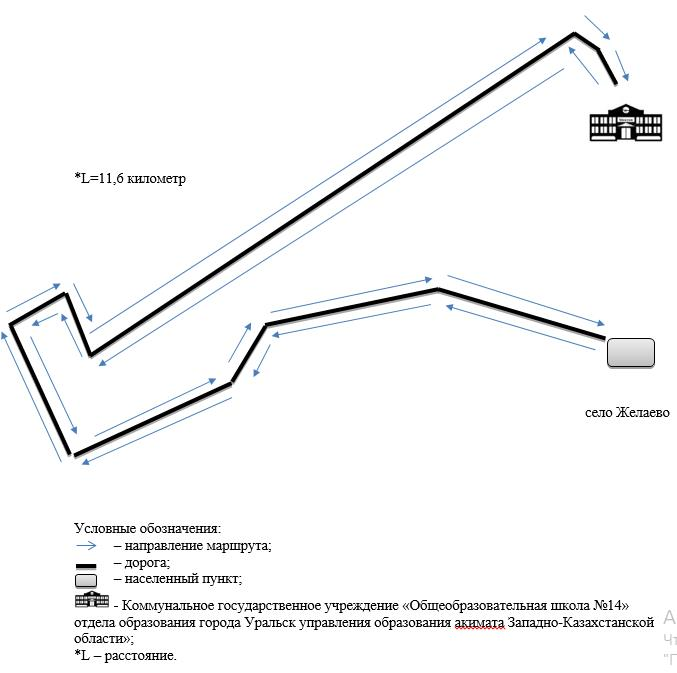 *L=11,6 километр
село Желаево
Условные обозначения:
– направление маршрута;
– дорога;
– населенный пункт;
- Коммунальное государственное учреждение «Общеобразовательная школа №14»
отдела образования города Уральск управления образования акимата Западно-Казахстанской
области»;
*L – расстояние.